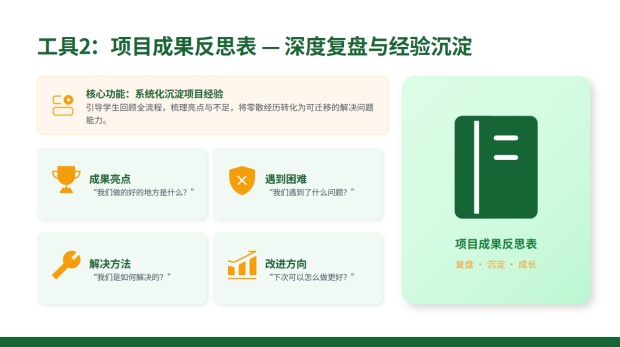 工具2：项目成果反思表 — 深度复盘与经验沉淀
核心功能：系统化沉淀项目经验
引导学生回顾全流程，梳理亮点与不足，将零散经历转化为可迁移的解决问题
能力。
成果亮点
“我们做的好的地方是什么？”
遇到困难
“我们遇到了什么问题？”
解决方法
“我们是如何解决的？”
改进方向
“下次可以怎么做更好？”
项目成果反思表
复盘 · 沉淀 · 成长